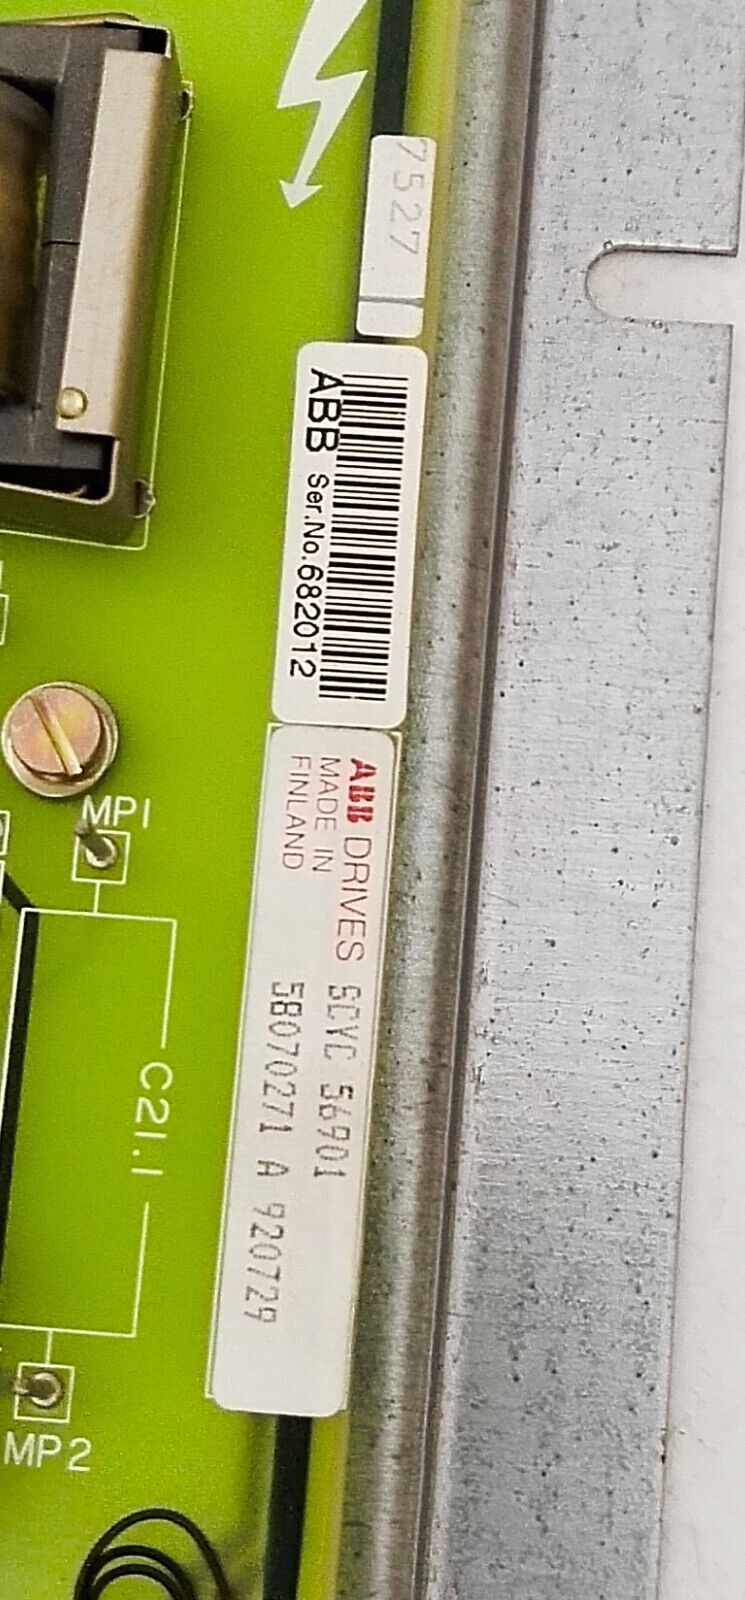 7527
ABB
Ser.No.682012
ABB DRIVES SCYC 56901
MADE IN
FINLAND 58070271 A 920729
MP1
C21.1
MP2